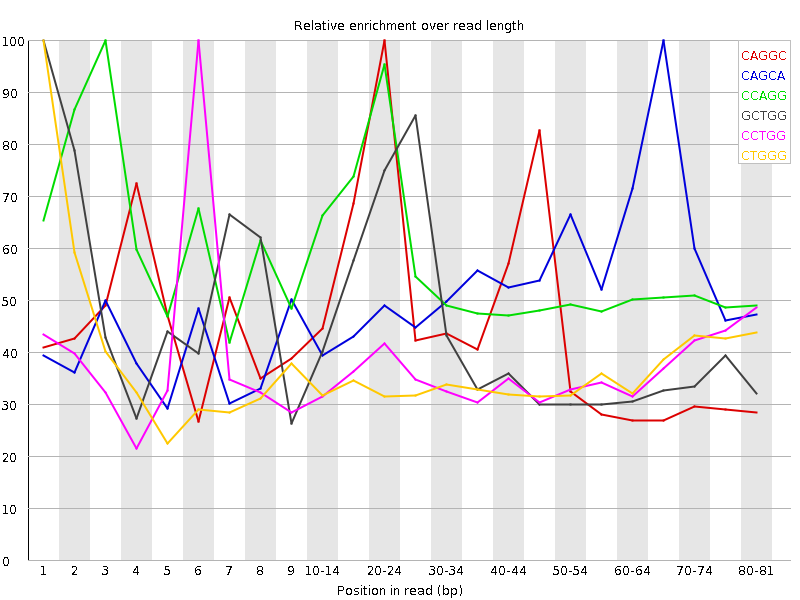 Relative enrichment over read length
100
90
80
70
60
50
40
30
20
10
0
CAGGC
CAGCA
CCAGG
GCTGG
CCTGG
CTGGG
1 2 3 4 5 6 7 8 9 10-14 20-24 30-34 40-44 50-54 60-64 70-74 80-81
Position in read (bp)